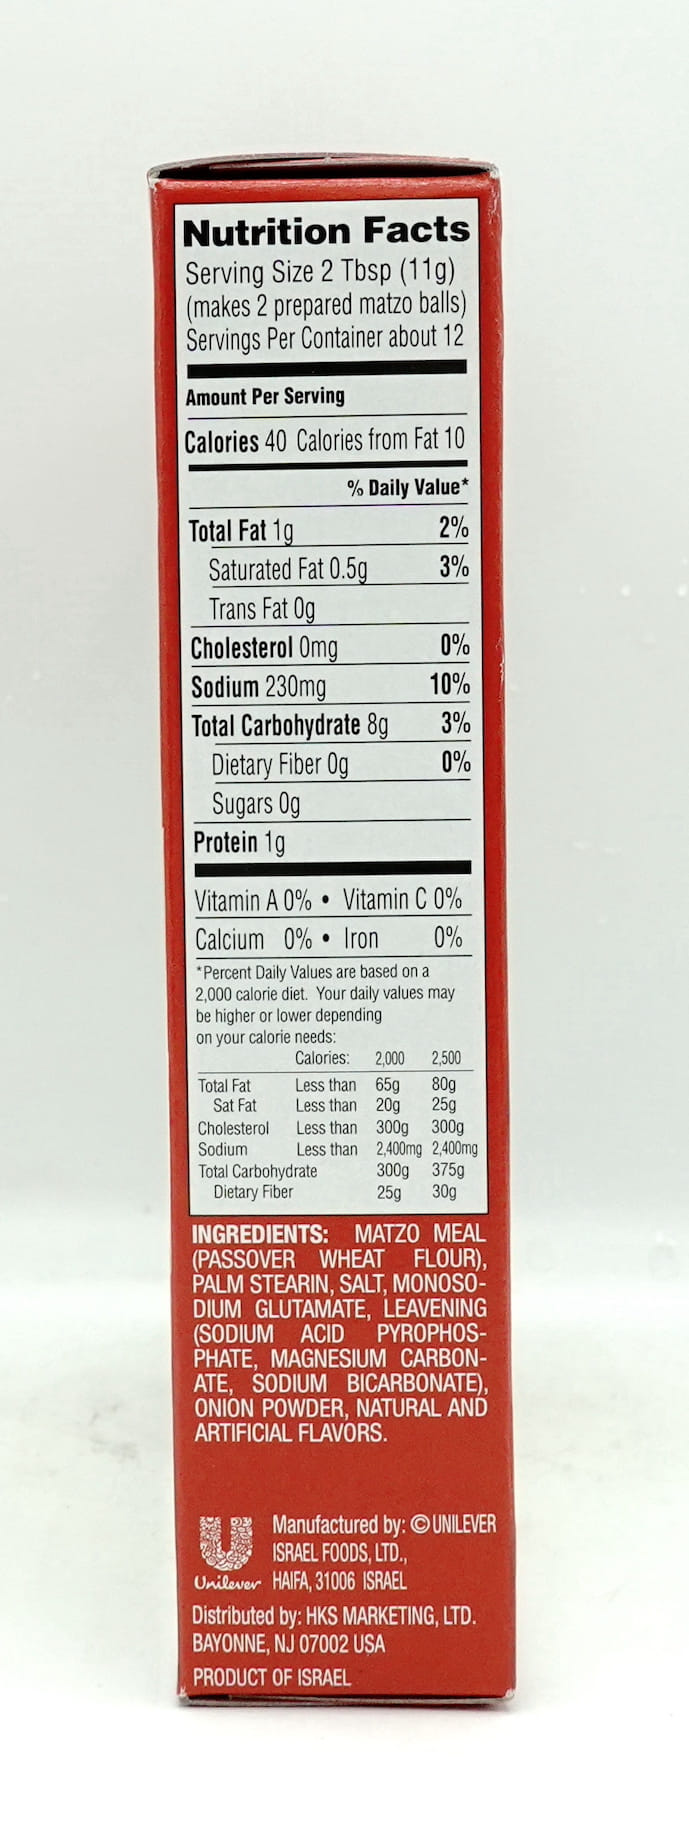 Nutrition Facts
Serving Size 2 Tbsp (11g)
(makes 2 prepared matzo balls)
Servings Per Container about 12
Amount Per Serving
Calories 40 Calories from Fat 10
% Daily Value*
Total Fat 1g 2%
Saturated Fat 0.5g 3%
Trans Fat 0g
Cholesterol 0mg 0%
Sodium 230mg 10%
Total Carbohydrate 8g 3%
Dietary Fiber 0g 0%
Sugars 0g
Protein 1g
Vitamin A 0% • Vitamin C 0%
Calcium 0% • Iron 0%
*Percent Daily Values are based on a
2,000 calorie diet. Your daily values may
be higher or lower depending
on your calorie needs:
Calories: 2,000 2,500
Total Fat Less than 65g 80g
Sat Fat Less than 20g 25g
Cholesterol Less than 300g 300g
Sodium Less than 2,400mg 2,400mg
Total Carbohydrate 300g 375g
Dietary Fiber 25g 30g
INGREDIENTS: MATZO MEAL
(PASSOVER WHEAT FLOUR),
PALM STEARIN, SALT, MONOSO-
DIUM GLUTAMATE, LEAVENING
(SODIUM ACID PYROPHOS-
PHATE, MAGNESIUM CARBON-
ATE, SODIUM BICARBONATE),
ONION POWDER, NATURAL AND
ARTIFICIAL FLAVORS.
Manufactured by: © UNILEVER
ISRAEL FOODS, LTD.,
Unilever HAIFA, 31006 ISRAEL
Distributed by: HKS MARKETING, LTD.
BAYONNE, NJ 07002 USA
PRODUCT OF ISRAEL